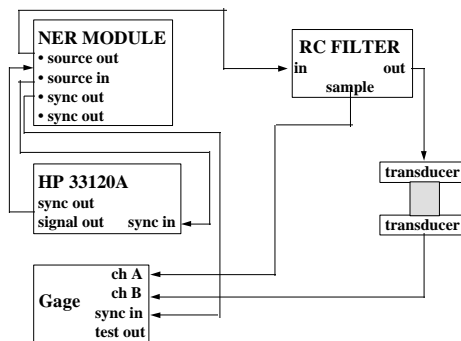 NER MODULE
• source out
• source in
• sync out
• sync out
RC FILTER
in out
sample
HP 33120A
sync out
signal out sync in
transducer
transducer
Gage
ch A
ch B
sync in
test out